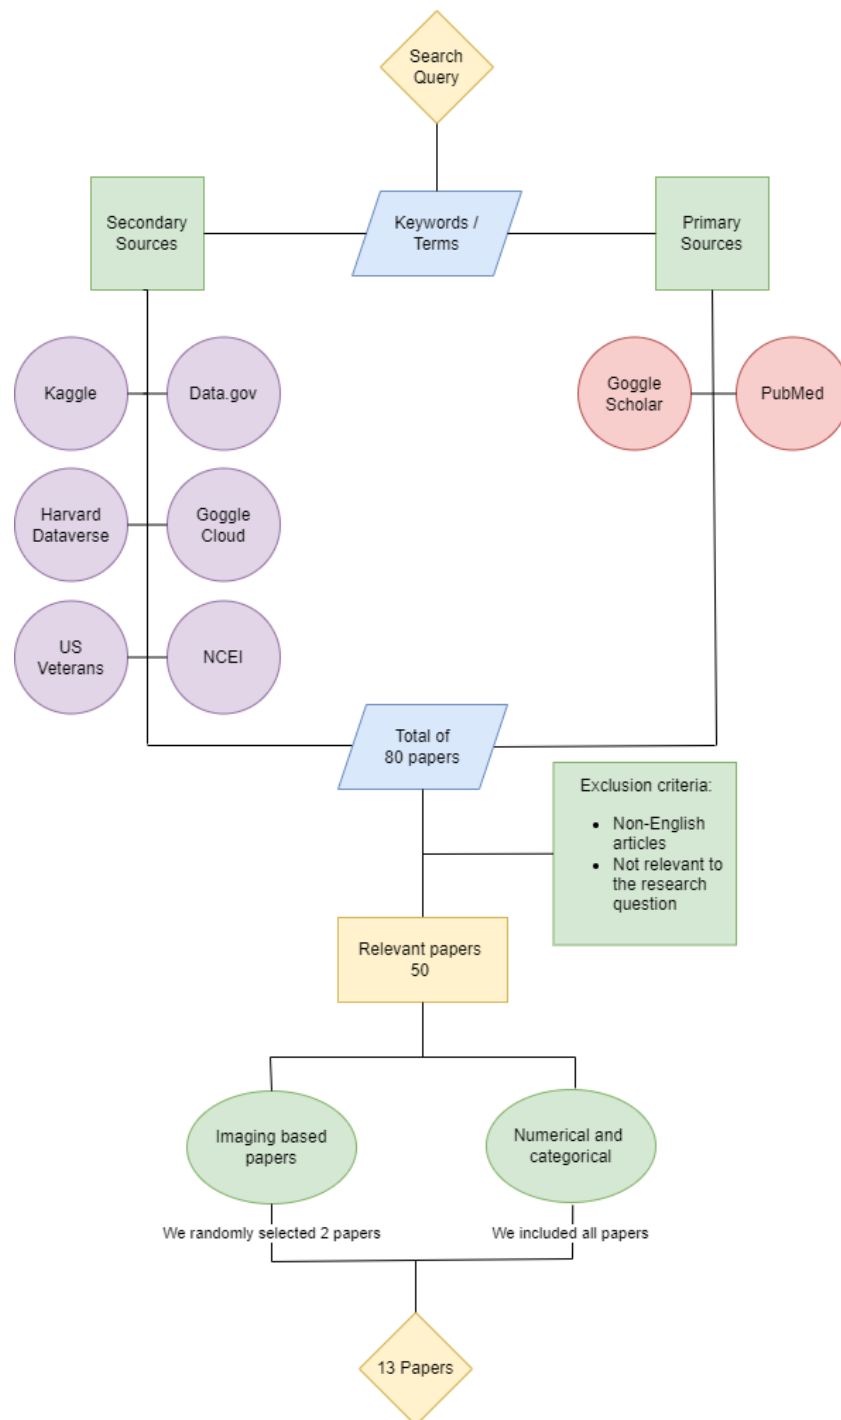 Search
Query
Secondary
Sources
Keywords /
Terms
Primary
Sources
Kaggle
Data.gov
Goggle
Scholar
PubMed
Harvard
Dataverse
Goggle
Cloud
US
Veterans
NCEI
Total of
80 papers
Exclusion criteria:
• Non-English
articles
• Not relevant to
the research
question
Relevant papers
50
Imaging based
papers
Numerical and
categorical
We randomly selected 2 papers
We included all papers
13 Papers